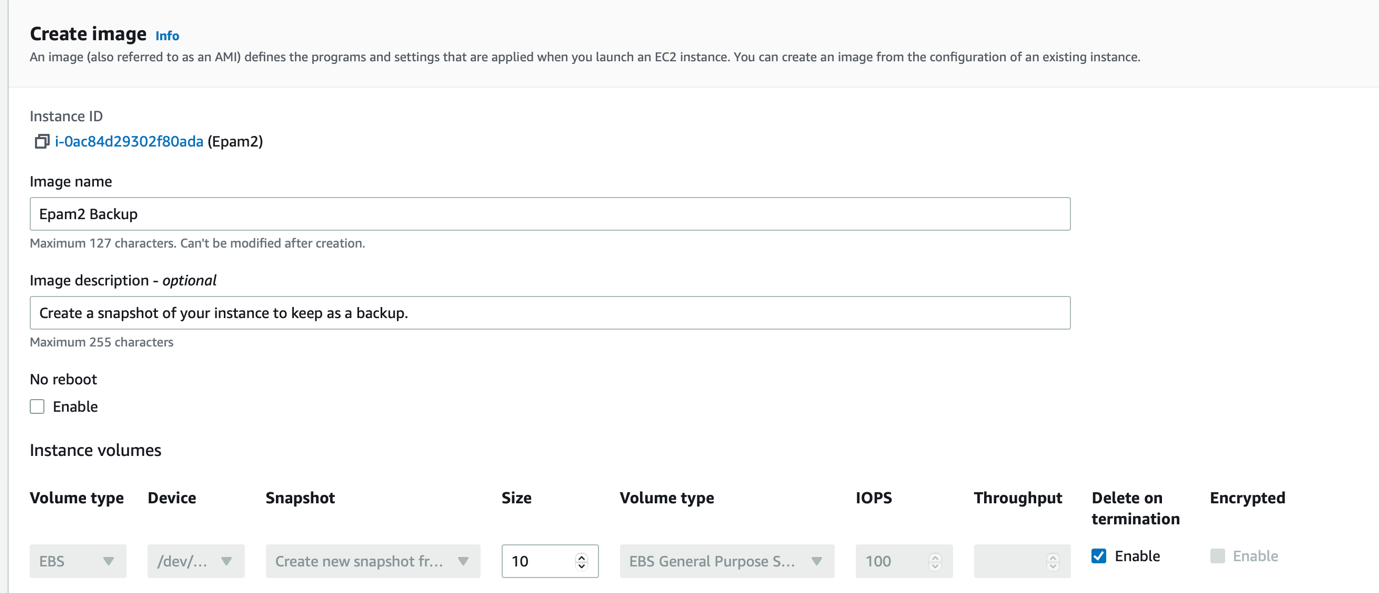 Create image Info
An image (also referred to as an AMI) defines the programs and settings that are applied when you launch an EC2 instance. You can create an image from the configuration of an existing instance.
Instance ID
i-0ac84d29302f80ada (Epam2)
Image name
Epam2 Backup
Maximum 127 characters. Can't be modified after creation.
Image description - optional
Create a snapshot of your instance to keep as a backup.
Maximum 255 characters
No reboot
Enable
Instance volumes
Volume type Device Snapshot Size Volume type IOPS Throughput Delete on termination Encrypted
EBS /dev/... Create new snapshot fr... 10 EBS General Purpose S... 100 Enable Enable